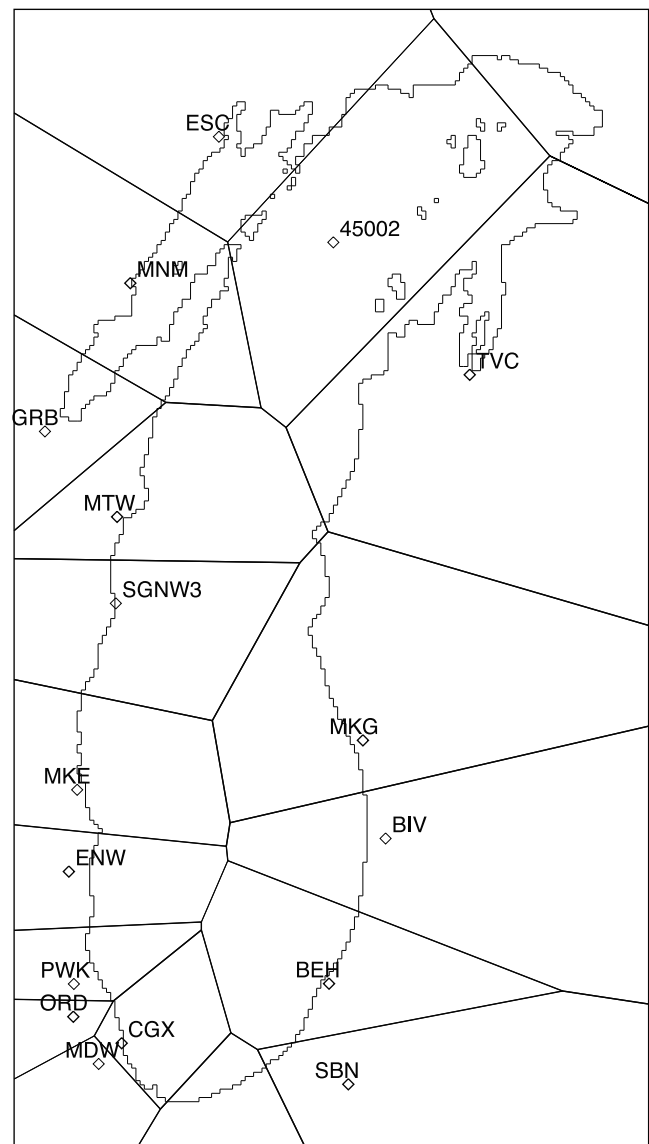 ESC
45002
MNM
TVC
GRB
MTW
SGNW3
MKG
MKE
BIV
ENW
PWK
BEH
ORD
CGX
MDW
SBN